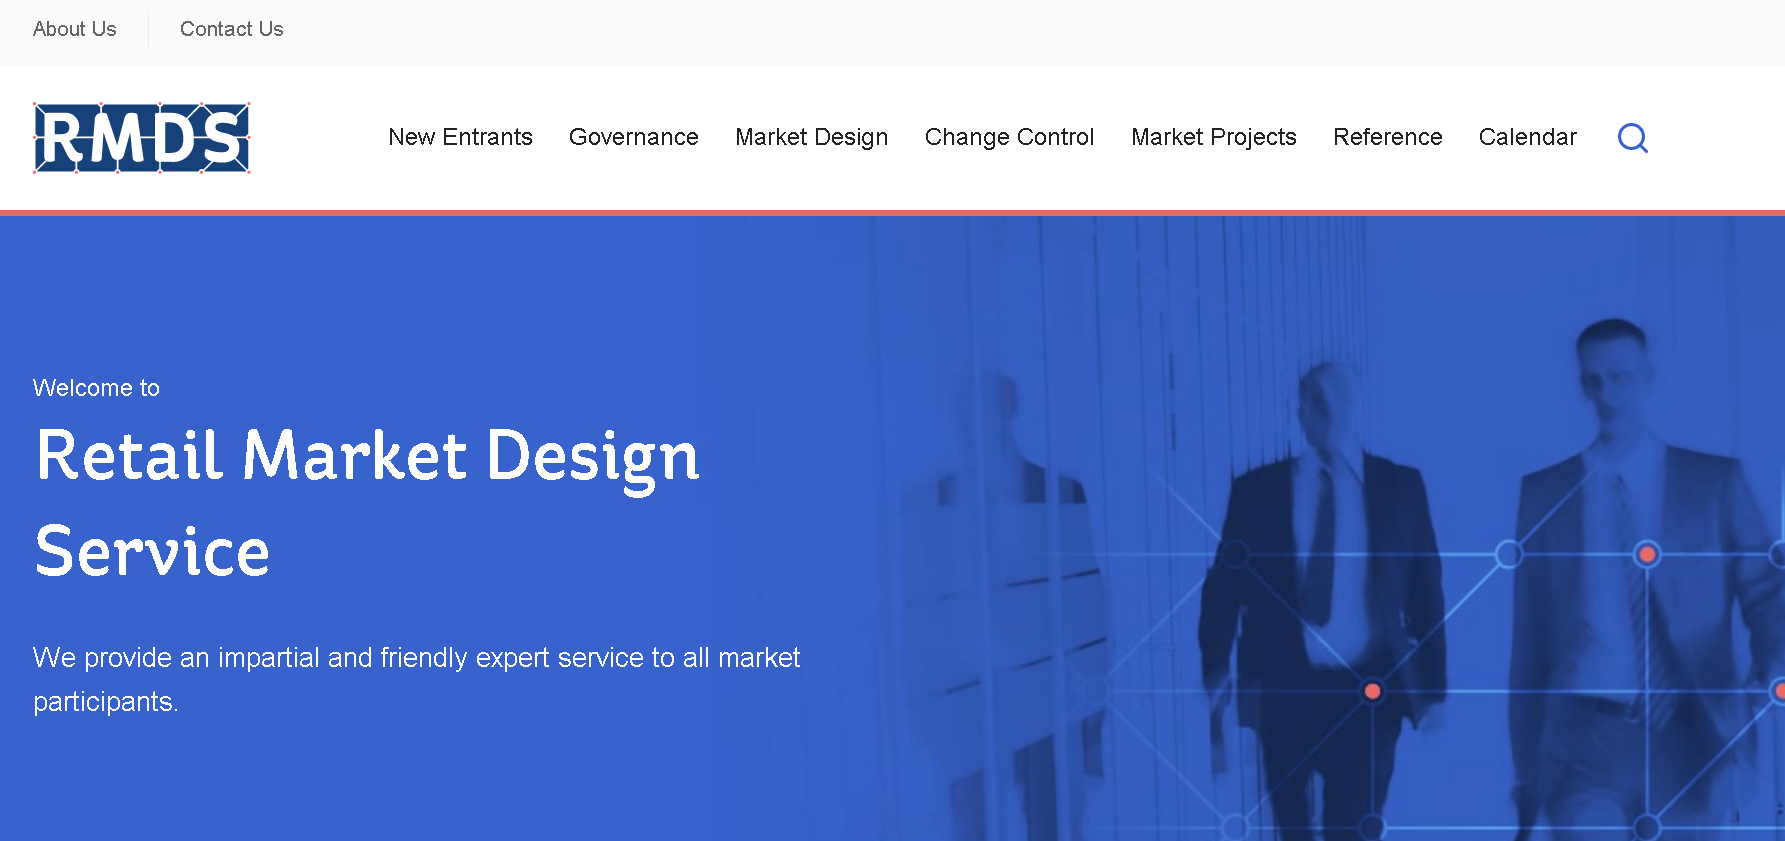 About Us
Contact Us
RMDS
New Entrants Governance Market Design Change Control Market Projects Reference Calendar
Welcome to
Retail Market Design
Service
We provide an impartial and friendly expert service to all market
participants.